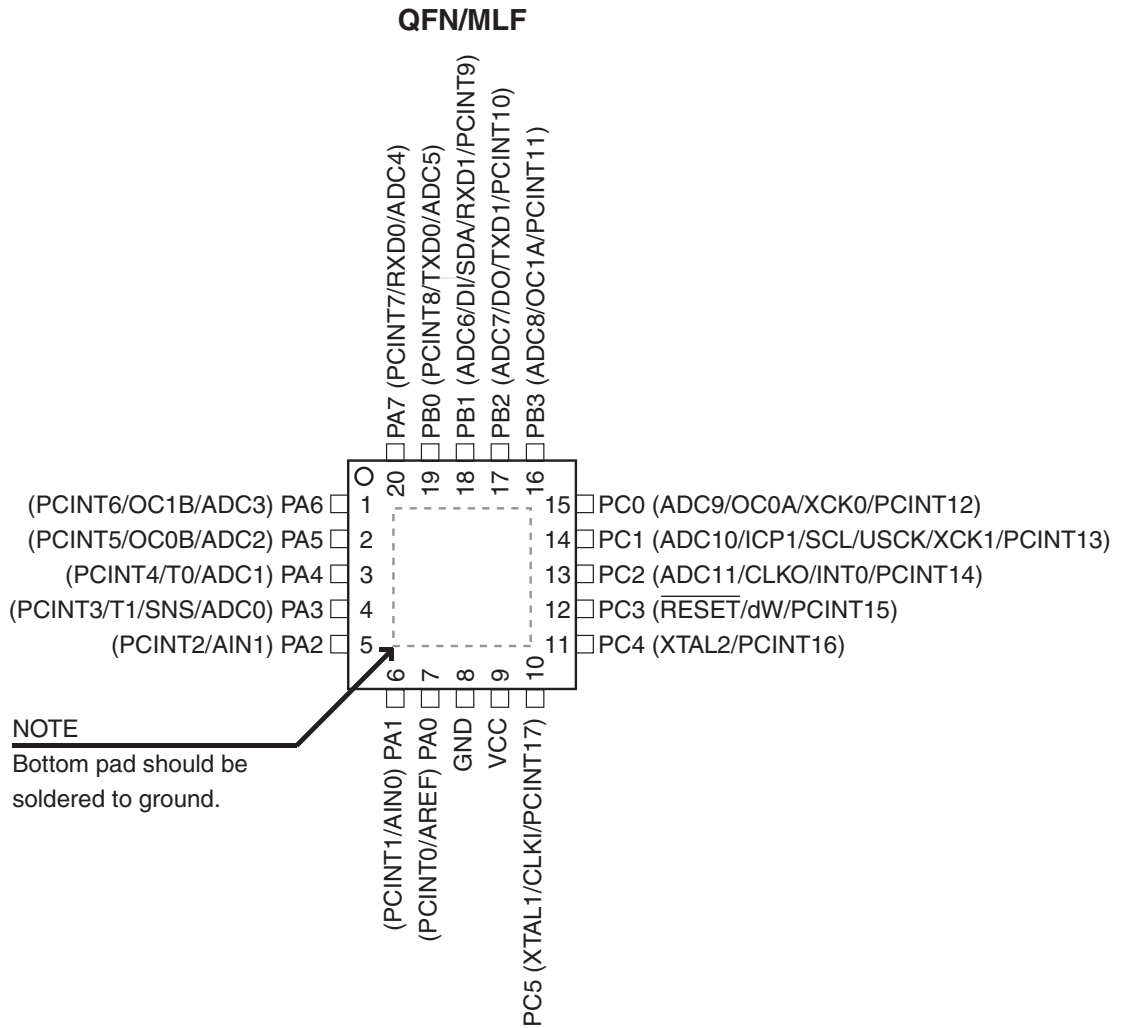 QFN/MLF
PA7 (PCINT7/RXD0/ADC4)
PB0 (PCINT8/TXD0/ADC5)
PB1 (ADC6/DI/SDA/RXD1/PCINT9)
PB2 (ADC7/DO/TXD1/PCINT10)
PB3 (ADC8/OC1A/PCINT11)
20
19
18
17
16
(PCINT6/OC1B/ADC3) PA6
1
15
PC0 (ADC9/OC0A/XCK0/PCINT12)
(PCINT5/OC0B/ADC2) PA5
2
14
PC1 (ADC10/ICP1/SCL/USCK/XCK1/PCINT13)
(PCINT4/T0/ADC1) PA4
3
13
PC2 (ADC11/CLKO/INT0/PCINT14)
(PCINT3/T1/SNS/ADC0) PA3
4
12
PC3 (RESET/dW/PCINT15)
(PCINT2/AIN1) PA2
5
11
PC4 (XTAL2/PCINT16)
6
7
8
9
10
(PCINT1/AIN0) PA1
(PCINT0/AREF) PA0
GND
VCC
PC5 (XTAL1/CLKI/PCINT17)
NOTE
Bottom pad should be
soldered to ground.